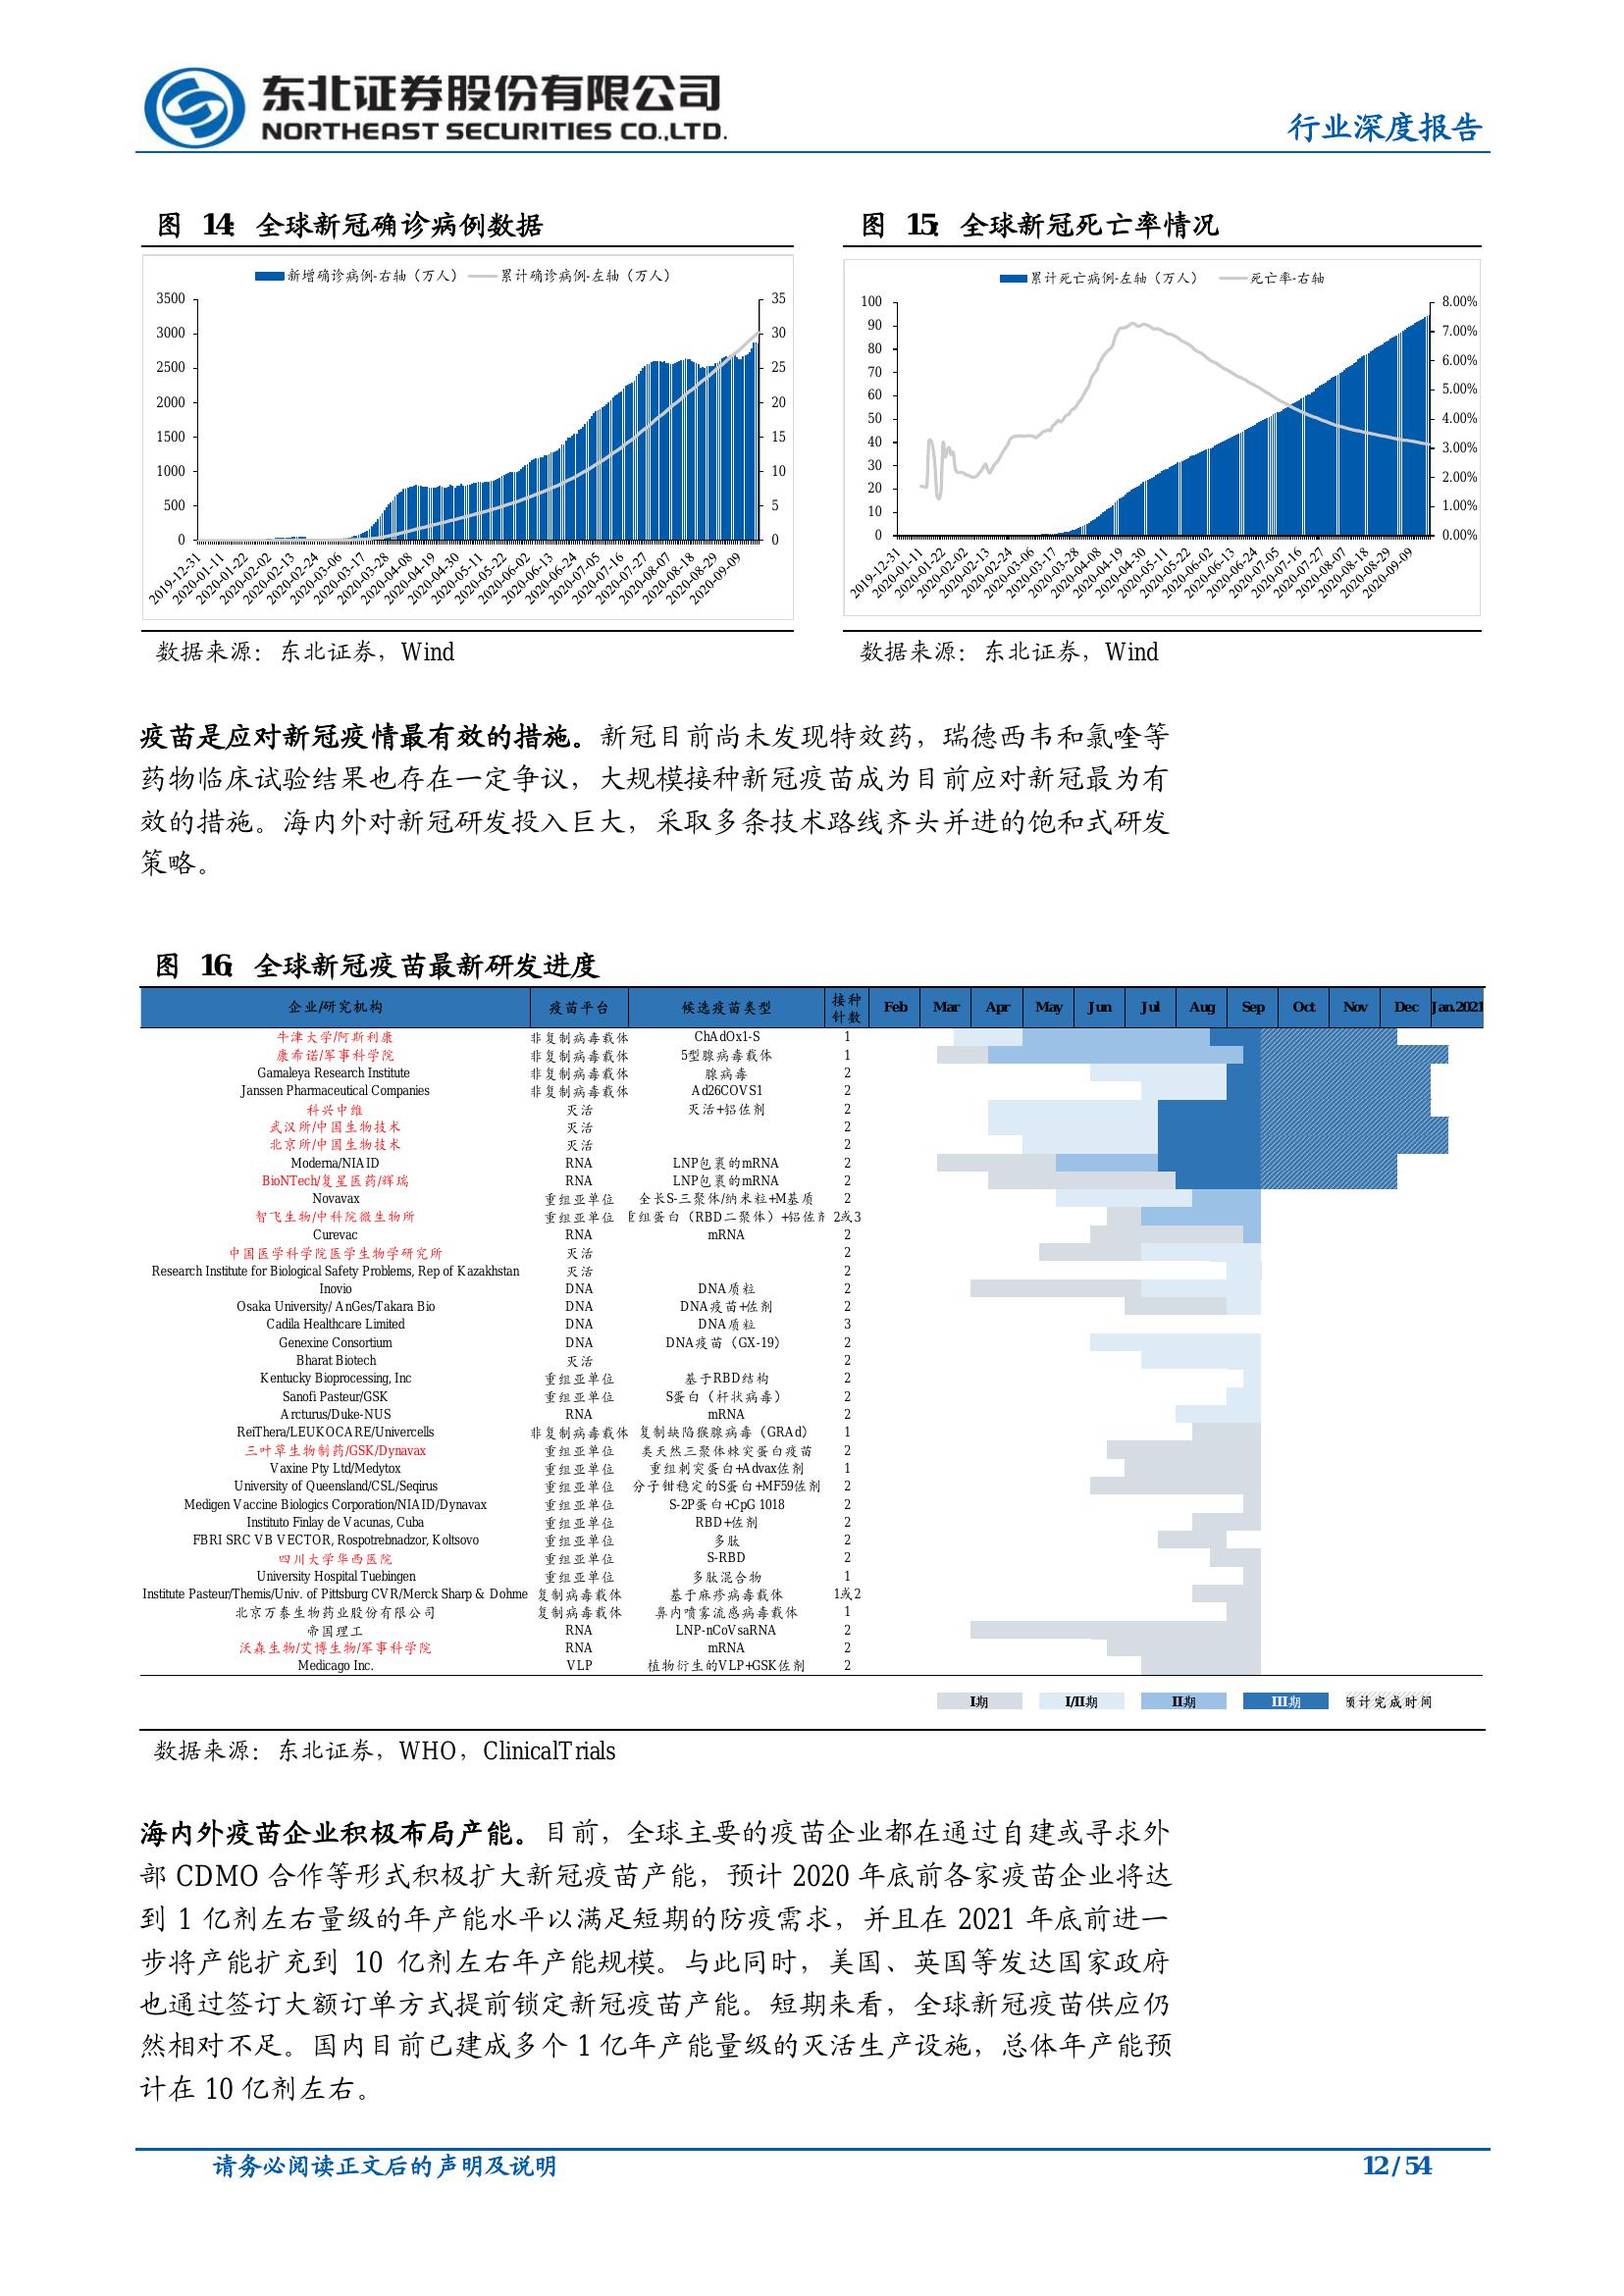 东北证券股份有限公司
NORTHEAST SECURITIES CO.,LTD.
行业深度报告
图 14: 全球新冠确诊病例数据
新增确诊病例-右轴（万人） 累计确诊病例-左轴（万人）
3500 3000 2500 2000 1500 1000 500 0
35 30 25 20 15 10 5 0
2019-12-31 2020-01-11 2020-01-22 2020-02-02 2020-02-13 2020-02-24 2020-03-06 2020-03-17 2020-03-28 2020-04-08 2020-04-19 2020-04-30 2020-05-11 2020-05-22 2020-06-02 2020-06-13 2020-06-24 2020-07-05 2020-07-16 2020-07-27 2020-08-07 2020-08-18 2020-08-29 2020-09-09
数据来源：东北证券，Wind
图 15: 全球新冠死亡率情况
累计死亡病例-左轴（万人） 死亡率-右轴
100 90 80 70 60 50 40 30 20 10 0
8.00% 7.00% 6.00% 5.00% 4.00% 3.00% 2.00% 1.00% 0.00%
2019-12-31 2020-01-11 2020-01-22 2020-02-02 2020-02-13 2020-02-24 2020-03-06 2020-03-17 2020-03-28 2020-04-08 2020-04-19 2020-04-30 2020-05-11 2020-05-22 2020-06-02 2020-06-13 2020-06-24 2020-07-05 2020-07-16 2020-07-27 2020-08-07 2020-08-18 2020-08-29 2020-09-09
数据来源：东北证券，Wind
疫苗是应对新冠疫情最有效的措施。新冠目前尚未发现特效药，瑞德西韦和氯喹等
药物临床试验结果也存在一定争议，大规模接种新冠疫苗成为目前应对新冠最为有
效的措施。海内外对新冠研发投入巨大，采取多条技术路线齐头并进的饱和式研发
策略。
图 16: 全球新冠疫苗最新研发进度
企业/研究机构 疫苗平台 候选疫苗类型 接种针数 Feb Mar Apr May Jun Jul Aug Sep Oct Nov Dec Jan.2021
牛津大学/阿斯利康 非复制病毒载体 ChAdOx1-S 1
康希诺/军事科学院 非复制病毒载体 5型腺病毒载体 1
Gamaleya Research Institute 非复制病毒载体 腺病毒 2
Janssen Pharmaceutical Companies 非复制病毒载体 Ad26COVS1 2
科兴中维 灭活 灭活+铝佐剂 2
武汉所/中国生物技术 灭活 2
北京所/中国生物技术 灭活 2
Moderna/NIAID RNA LNP包裹的mRNA 2
BioNTech/复星医药/辉瑞 RNA LNP包裹的mRNA 2
Novavax 重组亚单位 全长S-三聚体/纳米粒+M基质 2
智飞生物/中科院微生物所 重组亚单位 重组蛋白（RBD二聚体）+铝佐剂 2或3
Curevac RNA mRNA 2
中国医学科学院医学生物学研究所 灭活 2
Research Institute for Biological Safety Problems, Rep of Kazakhstan 灭活 2
Inovio DNA DNA质粒 2
Osaka University/ AnGes/Takara Bio DNA DNA疫苗+佐剂 2
Cadila Healthcare Limited DNA DNA质粒 3
Genexine Consortium DNA DNA疫苗（GX-19） 2
Bharat Biotech 灭活 2
Kentucky Bioprocessing, Inc 重组亚单位 基于RBD结构 2
Sanofi Pasteur/GSK 重组亚单位 S蛋白（杆状病毒） 2
Arcturus/Duke-NUS RNA mRNA 2
ReiThera/LEUKOCARE/Univercells 非复制病毒载体 复制缺陷猴腺病毒（GRAd） 1
三叶草生物制药/GSK/Dynavax 重组亚单位 类天然三聚体棘突蛋白疫苗 2
Vaxine Pty Ltd/Medytox 重组亚单位 重组刺突蛋白+Advax佐剂 1
University of Queensland/CSL/Seqirus 重组亚单位 分子钳稳定的S蛋白+MF59佐剂 2
Medigen Vaccine Biologics Corporation/NIAID/Dynavax 重组亚单位 S-2P蛋白+CpG 1018 2
Instituto Finlay de Vacunas, Cuba 重组亚单位 RBD+佐剂 2
FBRI SRC VB VECTOR, Rospotrebnadzor, Koltsovo 重组亚单位 多肽 2
四川大学华西医院 重组亚单位 S-RBD 2
University Hospital Tuebingen 重组亚单位 多肽混合物 1
Institute Pasteur/Themis/Univ. of Pittsburg CVR/Merck Sharp & Dohme 复制病毒载体 基于麻疹病毒载体 1或2
北京万泰生物药业股份有限公司 复制病毒载体 鼻内喷雾流感病毒载体 1
帝国理工 RNA LNP-nCoVsaRNA 2
沃森生物/艾博生物/军事科学院 RNA mRNA 2
Medicago Inc. VLP 植物衍生的VLP+GSK佐剂 2
I期 I/II期 II期 III期 预计完成时间
数据来源：东北证券，WHO，ClinicalTrials
海内外疫苗企业积极布局产能。目前，全球主要的疫苗企业都在通过自建或寻求外
部 CDMO 合作等形式积极扩大新冠疫苗产能，预计 2020 年底前各家疫苗企业将达
到 1 亿剂左右量级的年产能水平以满足短期的防疫需求，并且在 2021 年底前进一
步将产能扩充到 10 亿剂左右年产能规模。与此同时，美国、英国等发达国家政府
也通过签订大额订单方式提前锁定新冠疫苗产能。短期来看，全球新冠疫苗供应仍
然相对不足。国内目前已建成多个 1 亿年产能量级的灭活生产设施，总体年产能预
计在 10 亿剂左右。
请务必阅读正文后的声明及说明
12 / 54